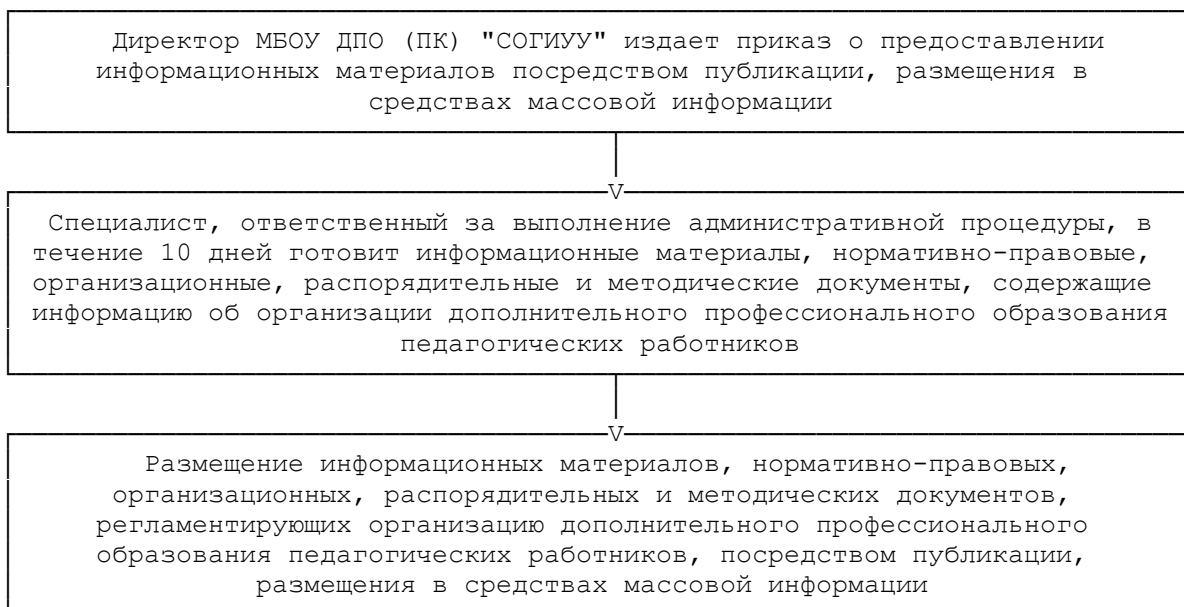 Директор МБОУ ДПО (ПК) "СОГИУУ" издает приказ о предоставлении
информационных материалов посредством публикации, размещения в
средствах массовой информации
V
Специалист, ответственный за выполнение административной процедуры, в
течение 10 дней готовит информационные материалы, нормативно-правовые,
организационные, распорядительные и методические документы, содержащие
информацию об организации дополнительного профессионального образования
педагогических работников
V
Размещение информационных материалов, нормативно-правовых,
организационных, распорядительных и методических документов,
регламентирующих организацию дополнительного профессионального
образования педагогических работников, посредством публикации,
размещения в средствах массовой информации